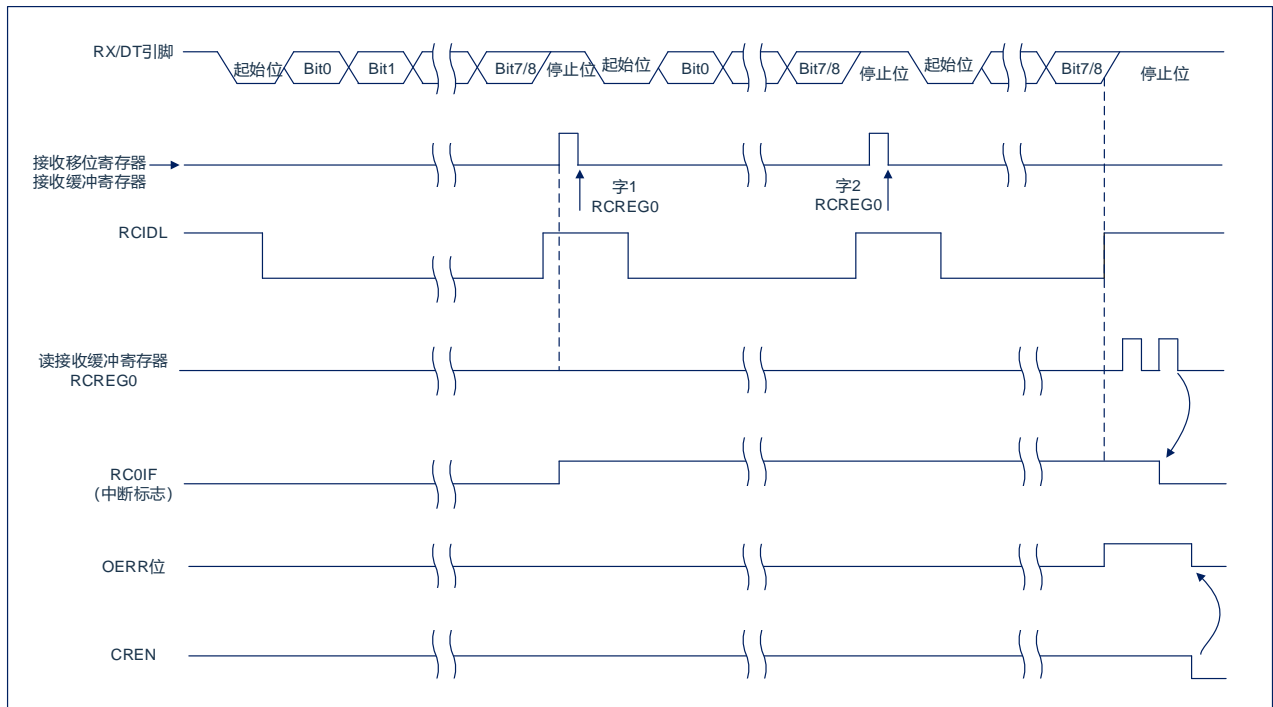 RX/DT引脚
起始位 Bit0 Bit1 Bit7/8 停止位 起始位 Bit0 Bit7/8 停止位 起始位 Bit7/8 停止位
接收移位寄存器
接收缓冲寄存器
字1
RCREG0
字2
RCREG0
RCIDL
读接收缓冲寄存器
RCREG0
RC0IF
(中断标志)
OERR位
CREN